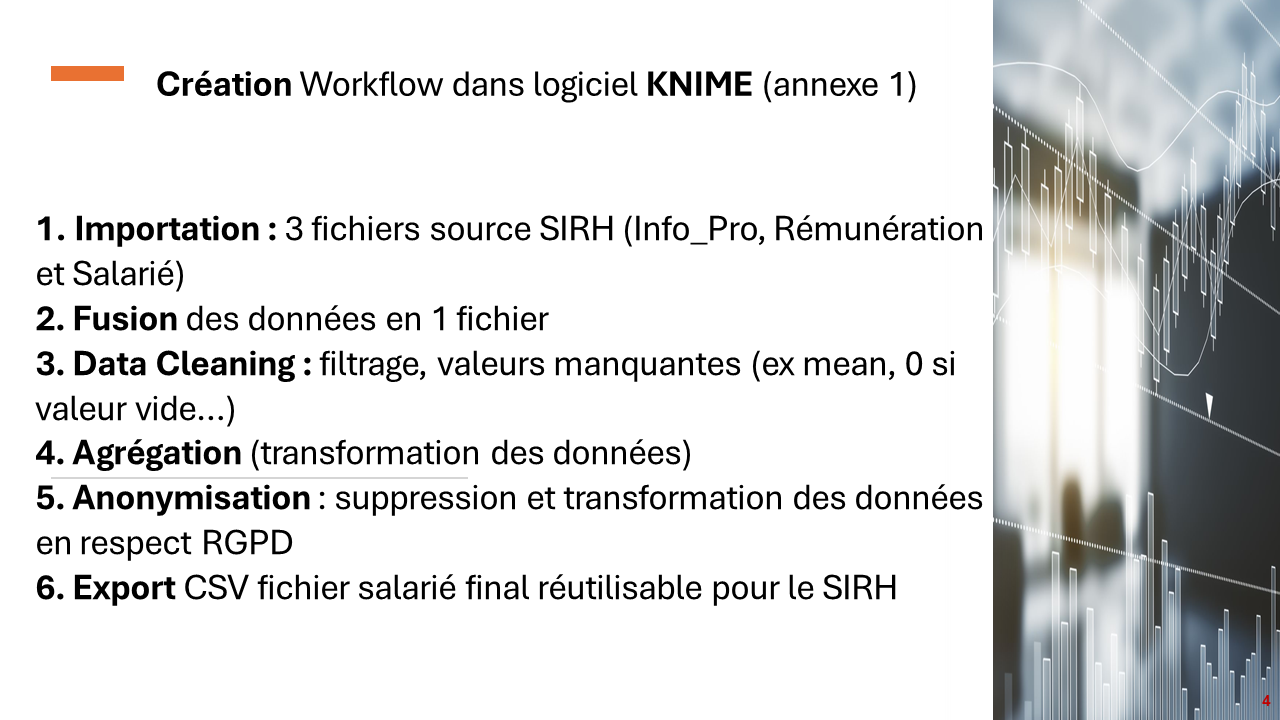 Création Workflow dans logiciel KNIME (annexe 1)
1. Importation : 3 fichiers source SIRH (Info_Pro, Rémunération
et Salarié)
2. Fusion des données en 1 fichier
3. Data Cleaning : filtrage, valeurs manquantes (ex mean, 0 si
valeur vide…)
4. Agrégation (transformation des données)
5. Anonymisation : suppression et transformation des données
en respect RGPD
6. Export CSV fichier salarié final réutilisable pour le SIRH
4